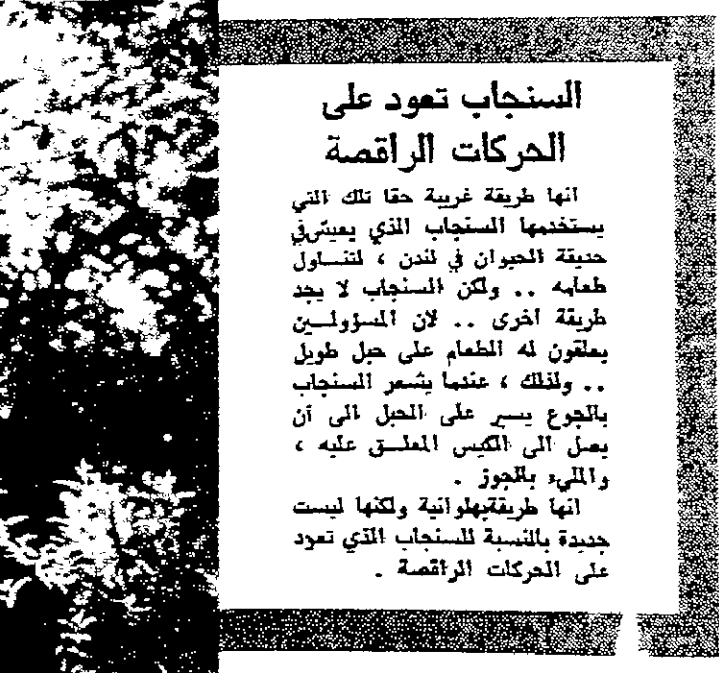 السنجاب تعود على
الحركات الراقصة
انها طريقة غريبة حقا تلك التي
يستخدمها السنجاب الذي يعيش في
حديقة الحيوان في لندن ، لتناول
طعامه .. ولكن السنجاب لا يجد
طريقة اخرى .. لان المسؤولين
يعلقون له الطعام على حبل طويل
.. ولذلك ، عندما يشعر السنجاب
بالجوع يسير على الحبل الى أن
يصل الى الكيس المعلق عليه ،
والمليء بالجوز .
انها طريقة بهلوانية ولكنها ليست
جديدة بالنسبة للسنجاب الذي تعود
على الحركات الراقصة .